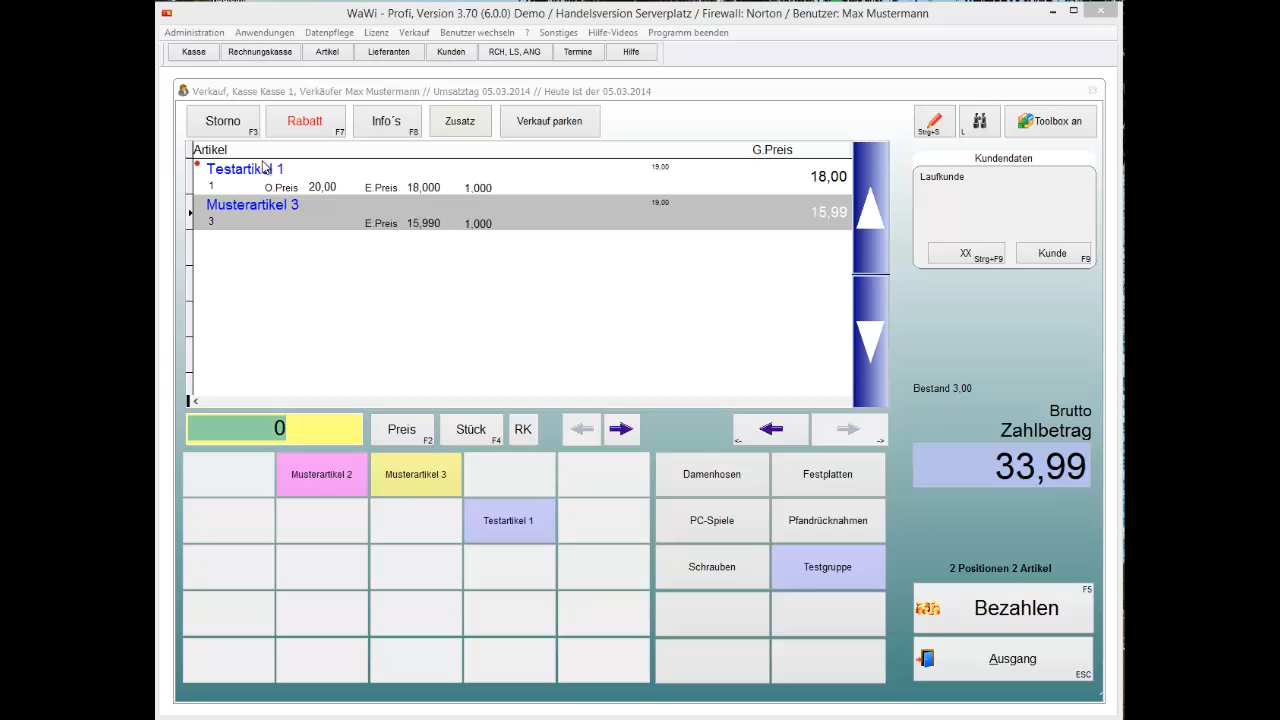 WaWi - Profi, Version 3.70 (6.0.0) Demo / Handelsversion Serverplatz / Firewall: Norton / Benutzer: Max Mustermann
Administration Anwendungen Datenpflege Lizenz Verkauf Benutzer wechseln ? Sonstiges Hilfe-Videos Programm beenden
Kasse Rechnungskasse Artikel Lieferanten Kunden RCH, LS, ANG Termine Hilfe
Verkauf, Kasse Kasse 1, Verkäufer Max Mustermann // Umsatztag 05.03.2014 // Heute ist der 05.03.2014
Storno F3 Rabatt F7 Info´s F8 Zusatz Verkauf parken Strg+S L Toolbox an
Artikel G.Preis
Kundendaten
Testartikel 1 19,00 18,00
Laufkunde
1 O.Preis 20,00 E.Preis 18,000 1,000
Musterartikel 3 19,00 15,99
3 E.Preis 15,990 1,000
XX Strg+F9 Kunde F9
Bestand 3,00
<
Brutto
Zahlbetrag
0 Preis F2 Stück F4 RK <- ->
33,99
Musterartikel 2 Musterartikel 3 Damenhosen Festplatten
Testartikel 1 PC-Spiele Pfandrücknahmen
Schrauben Testgruppe
2 Positionen 2 Artikel
Bezahlen F5
Ausgang ESC